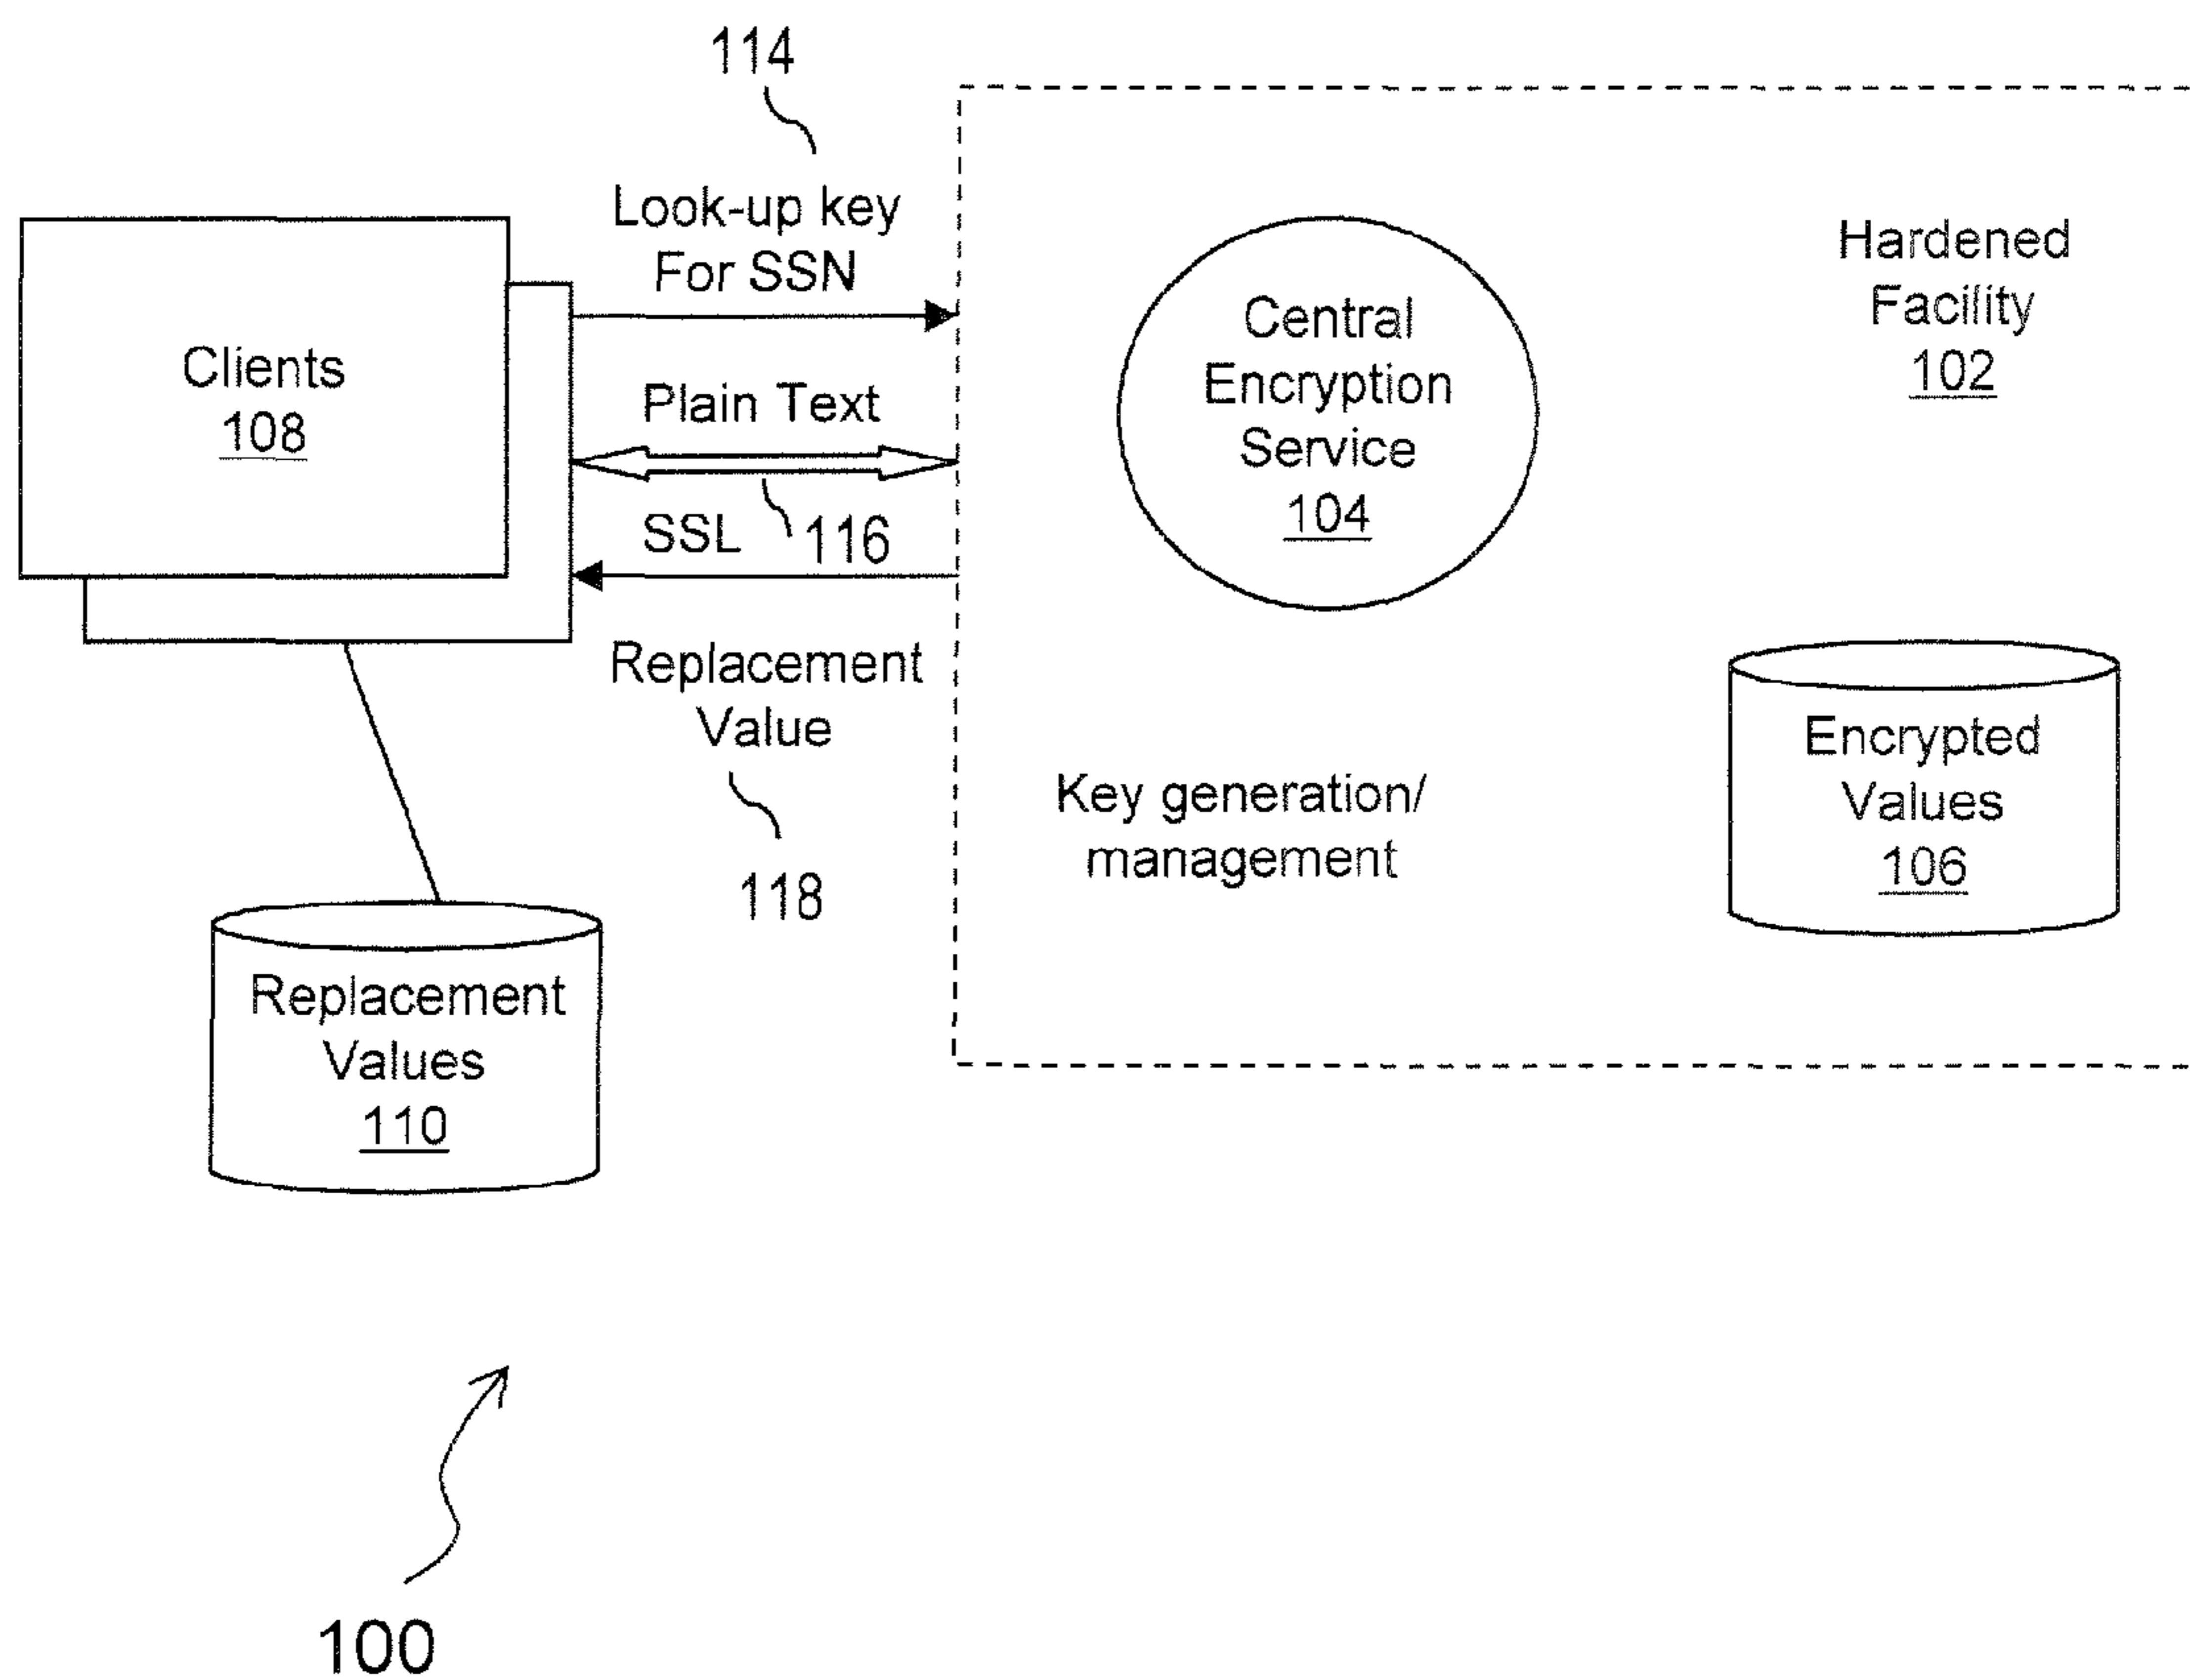 114
Look-up key
For SSN
Clients
108
Plain Text
SSL
116
Replacement
Value
118
Replacement
Values
110
Central
Encryption
Service
104
Hardened
Facility
102
Key generation/
management
Encrypted
Values
106
100